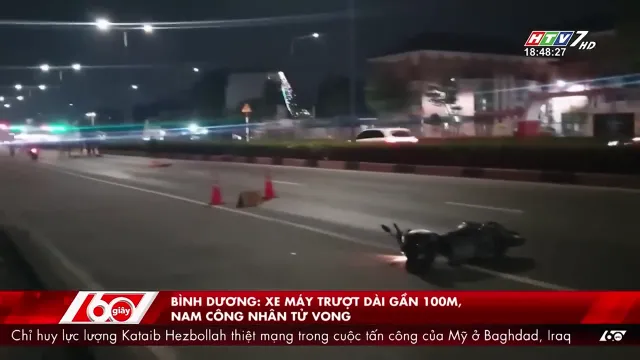 HTV7 HD
18:48:27
60 giây
BÌNH DƯƠNG: XE MÁY TRƯỢT DÀI GẦN 100M,
NAM CÔNG NHÂN TỬ VONG
Chỉ huy lực lượng Kataib Hezbollah thiệt mạng trong cuộc tấn công của Mỹ ở Baghdad, Iraq
60s